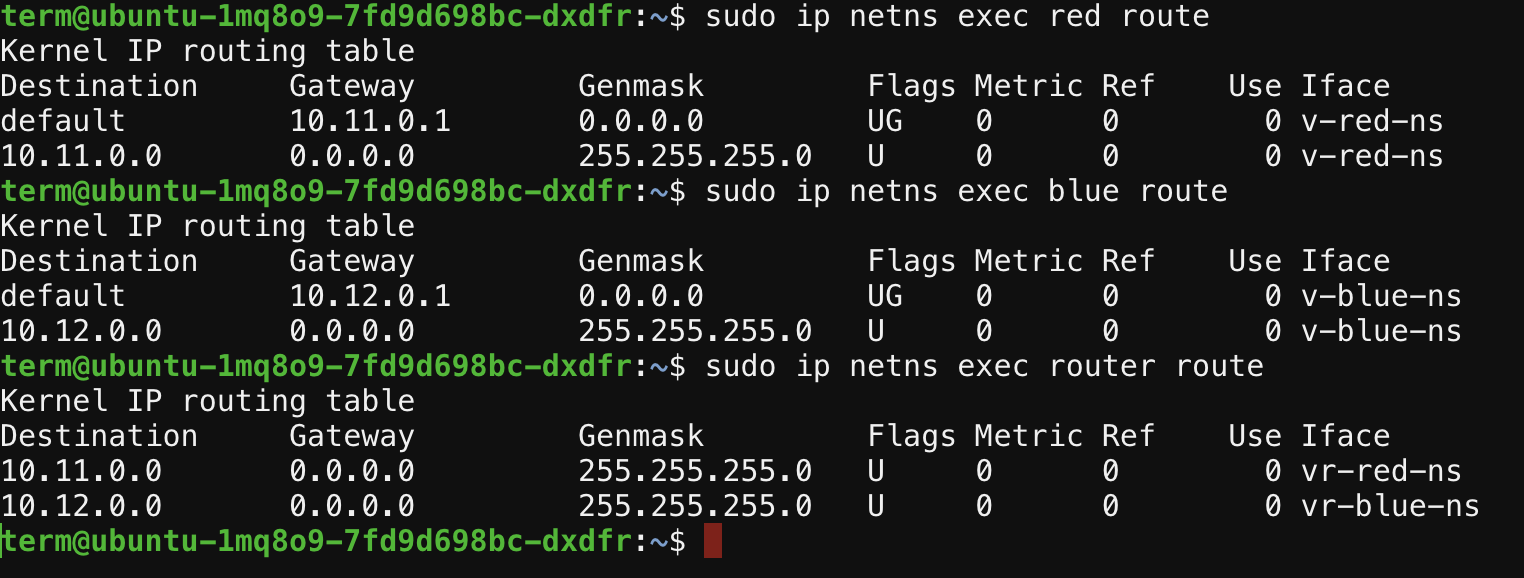 term@ubuntu-1mq8o9-7fd9d698bc-dxdfr:~$ sudo ip netns exec red route
Kernel IP routing table
Destination     Gateway         Genmask         Flags Metric Ref    Use Iface
default         10.11.0.1       0.0.0.0         UG    0      0        0 v-red-ns
10.11.0.0       0.0.0.0         255.255.255.0   U     0      0        0 v-red-ns
term@ubuntu-1mq8o9-7fd9d698bc-dxdfr:~$ sudo ip netns exec blue route
Kernel IP routing table
Destination     Gateway         Genmask         Flags Metric Ref    Use Iface
default         10.12.0.1       0.0.0.0         UG    0      0        0 v-blue-ns
10.12.0.0       0.0.0.0         255.255.255.0   U     0      0        0 v-blue-ns
term@ubuntu-1mq8o9-7fd9d698bc-dxdfr:~$ sudo ip netns exec router route
Kernel IP routing table
Destination     Gateway         Genmask         Flags Metric Ref    Use Iface
10.11.0.0       0.0.0.0         255.255.255.0   U     0      0        0 vr-red-ns
10.12.0.0       0.0.0.0         255.255.255.0   U     0      0        0 vr-blue-ns
term@ubuntu-1mq8o9-7fd9d698bc-dxdfr:~$